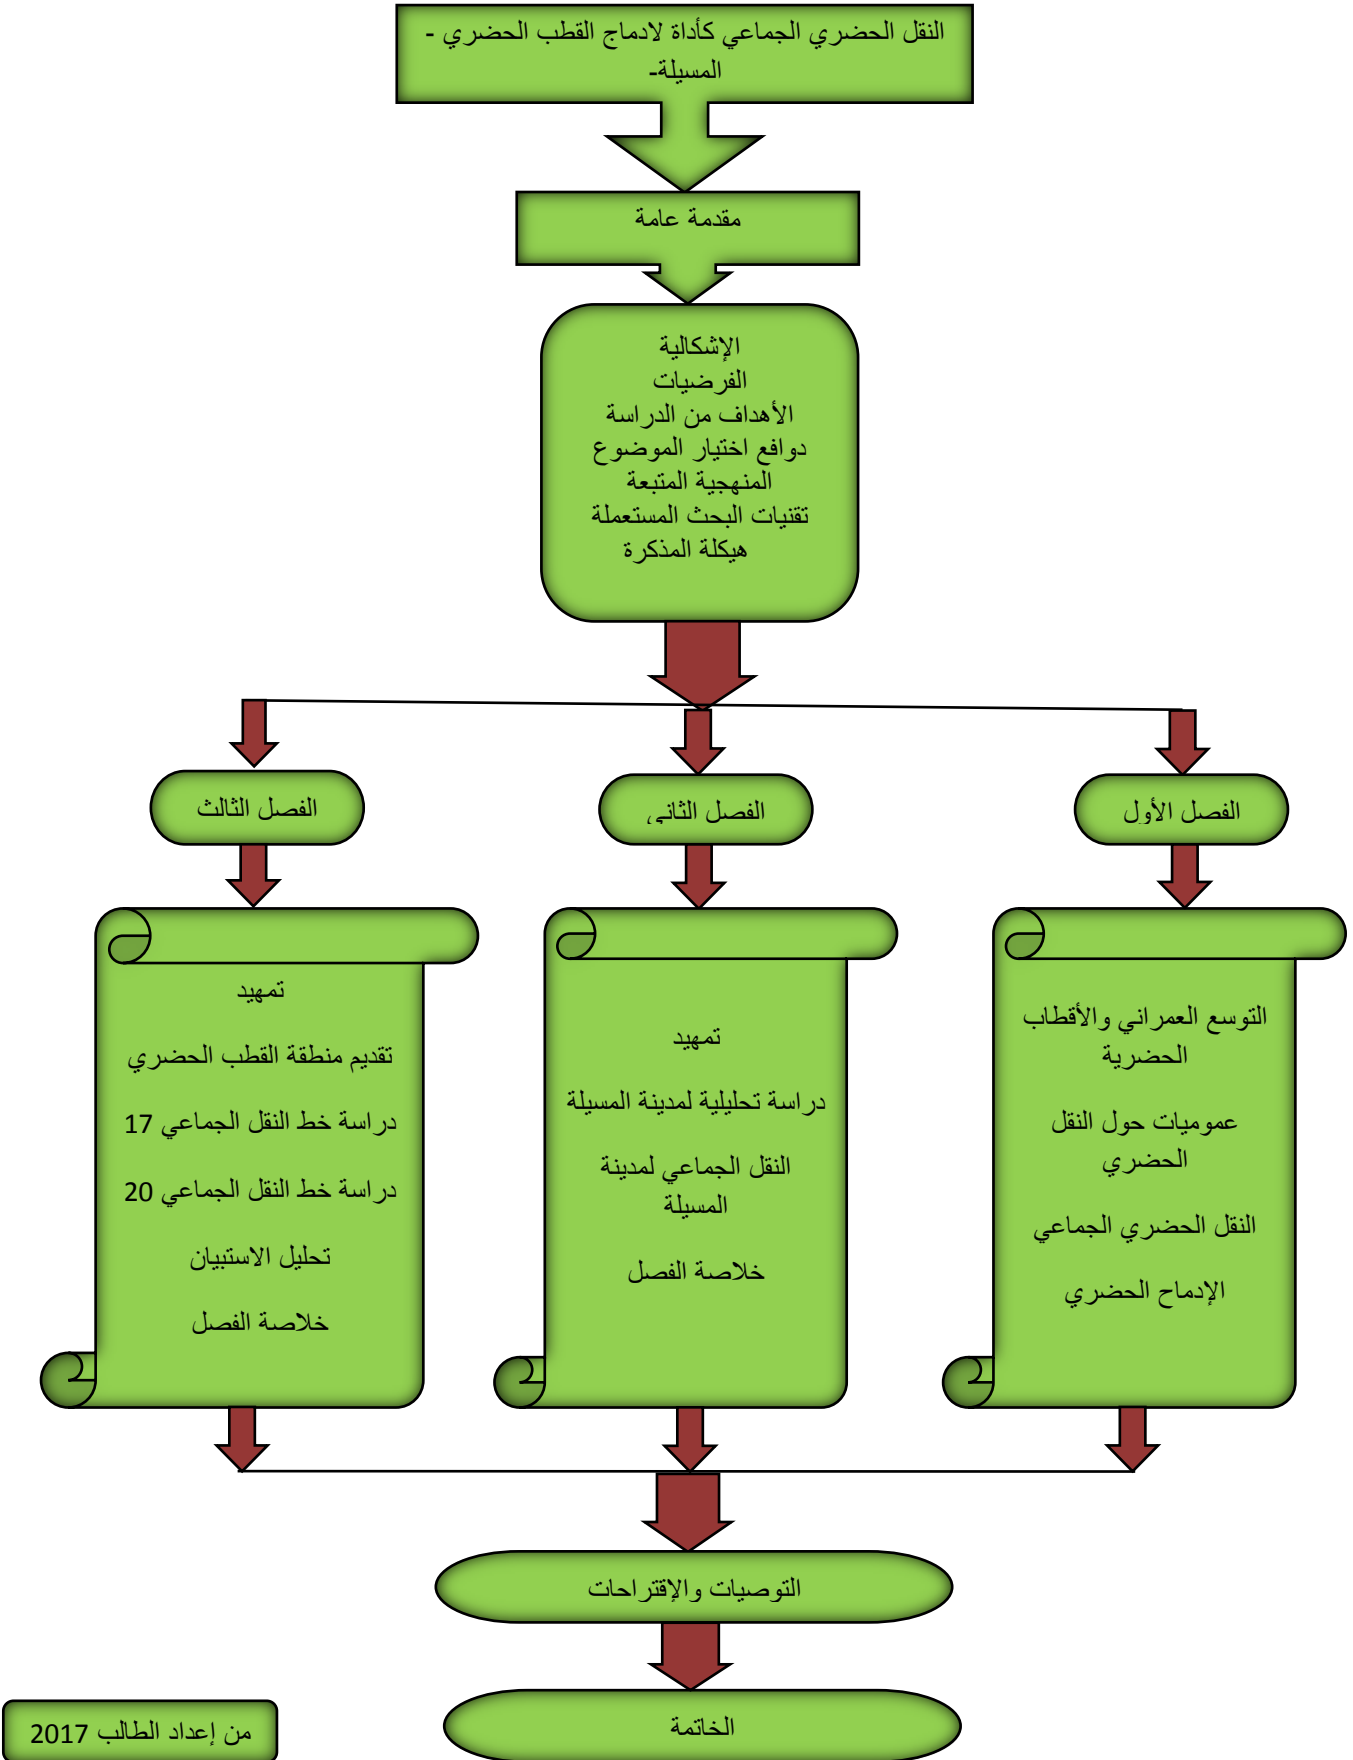 النقل الحضري الجماعي كأداة لادماج القطب الحضري -
المسيلة-
مقدمة عامة
الإشكالية
الفرضيات
الأهداف من الدراسة
دوافع اختيار الموضوع
المنهجية المتبعة
تقنيات البحث المستعملة
هيكلة المذكرة
الفصل الأول
الفصل الثاني
الفصل الثالث
التوسع العمراني والأقطاب
الحضرية
عموميات حول النقل
الحضري
النقل الحضري الجماعي
الإدماح الحضري
تمهيد
دراسة تحليلية لمدينة المسيلة
النقل الجماعي لمدينة
المسيلة
خلاصة الفصل
تمهيد
تقديم منطقة القطب الحضري
دراسة خط النقل الجماعي 17
دراسة خط النقل الجماعي 20
تحليل الاستبيان
خلاصة الفصل
التوصيات والإقتراحات
الخاتمة
من إعداد الطالب 2017